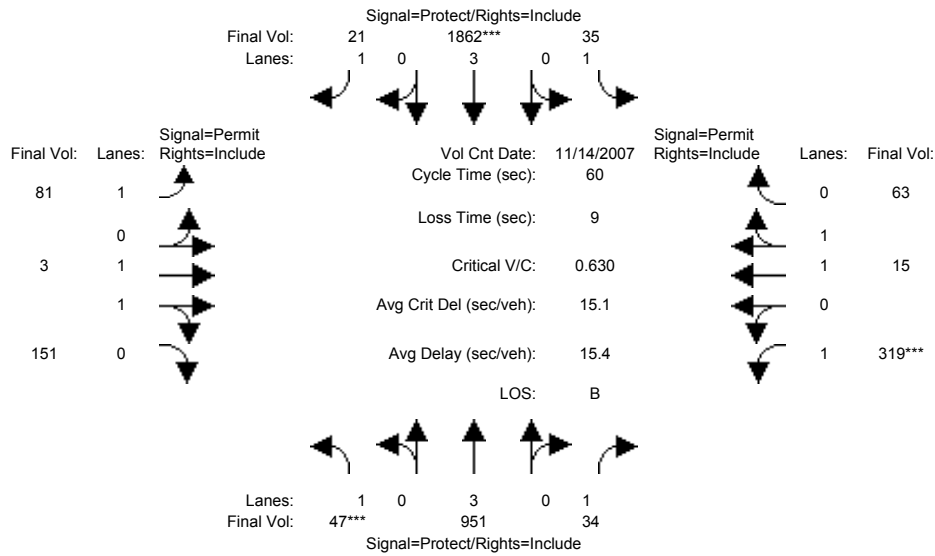 Signal=Protect/Rights=Include
Final Vol: 21 1862*** 35
Lanes: 1 0 3 0 1
Signal=Permit Signal=Permit
Final Vol: Lanes: Rights=Include Vol Cnt Date: 11/14/2007 Rights=Include Lanes: Final Vol:
Cycle Time (sec): 60
81 1 0 63
Loss Time (sec): 9
0 1
3 1 Critical V/C: 0.630 1 15
1 Avg Crit Del (sec/veh): 15.1 0
151 0 Avg Delay (sec/veh): 15.4 1 319***
LOS: B
Lanes: 1 0 3 0 1
Final Vol: 47*** 951 34
Signal=Protect/Rights=Include